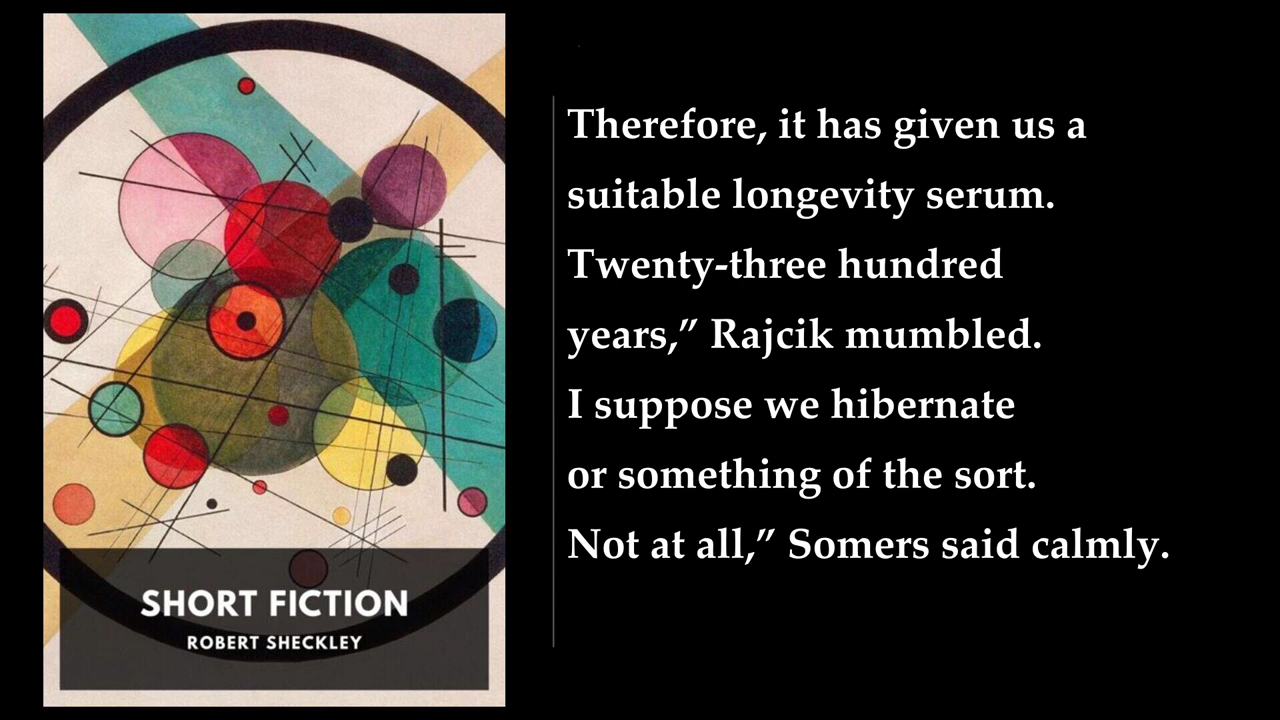 SHORT FICTION
ROBERT SHECKLEY
Therefore, it has given us a
suitable longevity serum.
Twenty-three hundred
years,” Rajcik mumbled.
I suppose we hibernate
or something of the sort.
Not at all,” Somers said calmly.